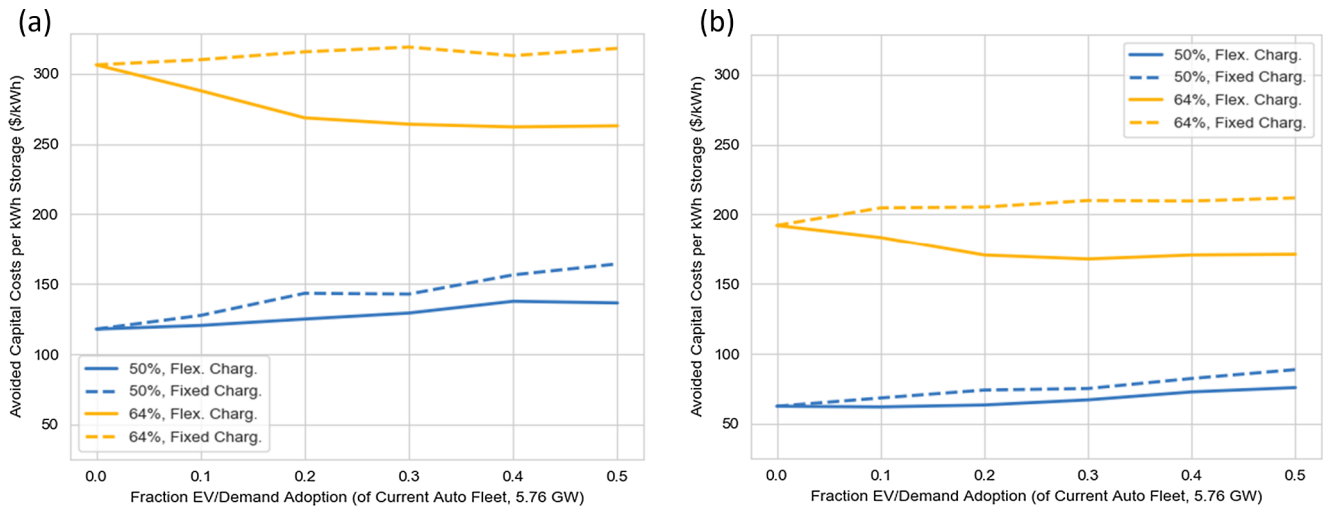 (a)
Avoided Capital Costs per kWh Storage ($/kWh)
300
250
200
150
100
50
50%, Flex. Charg.
50%, Fixed Charg.
64%, Flex. Charg.
64%, Fixed Charg.
0.0 0.1 0.2 0.3 0.4 0.5
Fraction EV/Demand Adoption (of Current Auto Fleet, 5.76 GW)
(b)
Avoided Capital Costs per kWh Storage ($/kWh)
300
250
200
150
100
50
50%, Flex. Charg.
50%, Fixed Charg.
64%, Flex. Charg.
64%, Fixed Charg.
0.0 0.1 0.2 0.3 0.4 0.5
Fraction EV/Demand Adoption (of Current Auto Fleet, 5.76 GW)